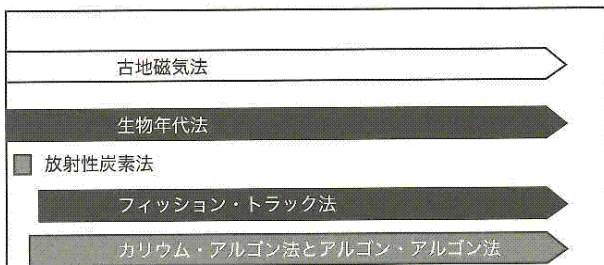 古地磁気法
生物年代法
放射性炭素法
フィッション・トラック法
カリウム・アルゴン法とアルゴン・アルゴン法